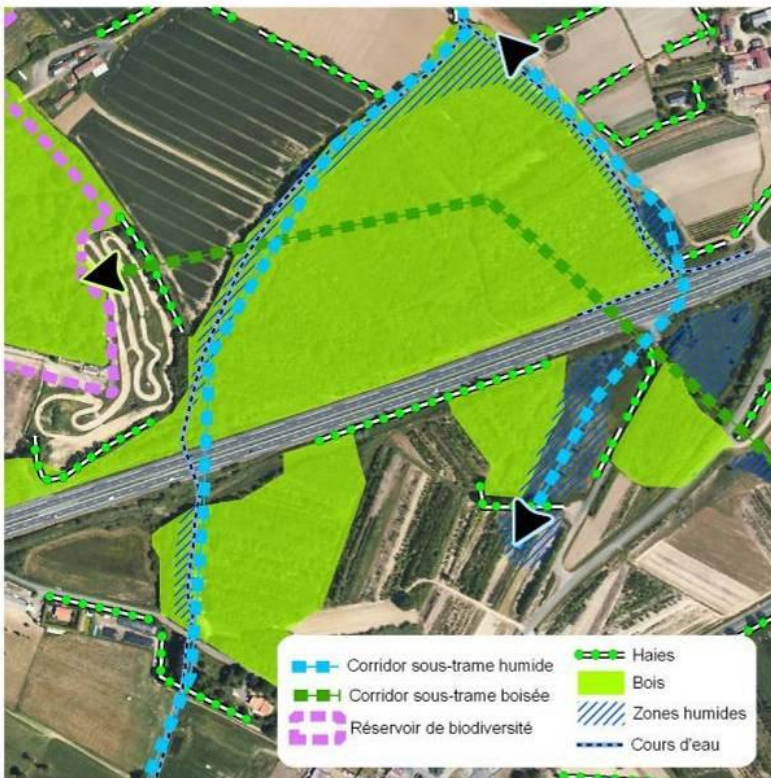 Corridor sous-trame humide
Corridor sous-trame boisée
Réservoir de biodiversité
Haies
Bois
Zones humides
Cours d'eau